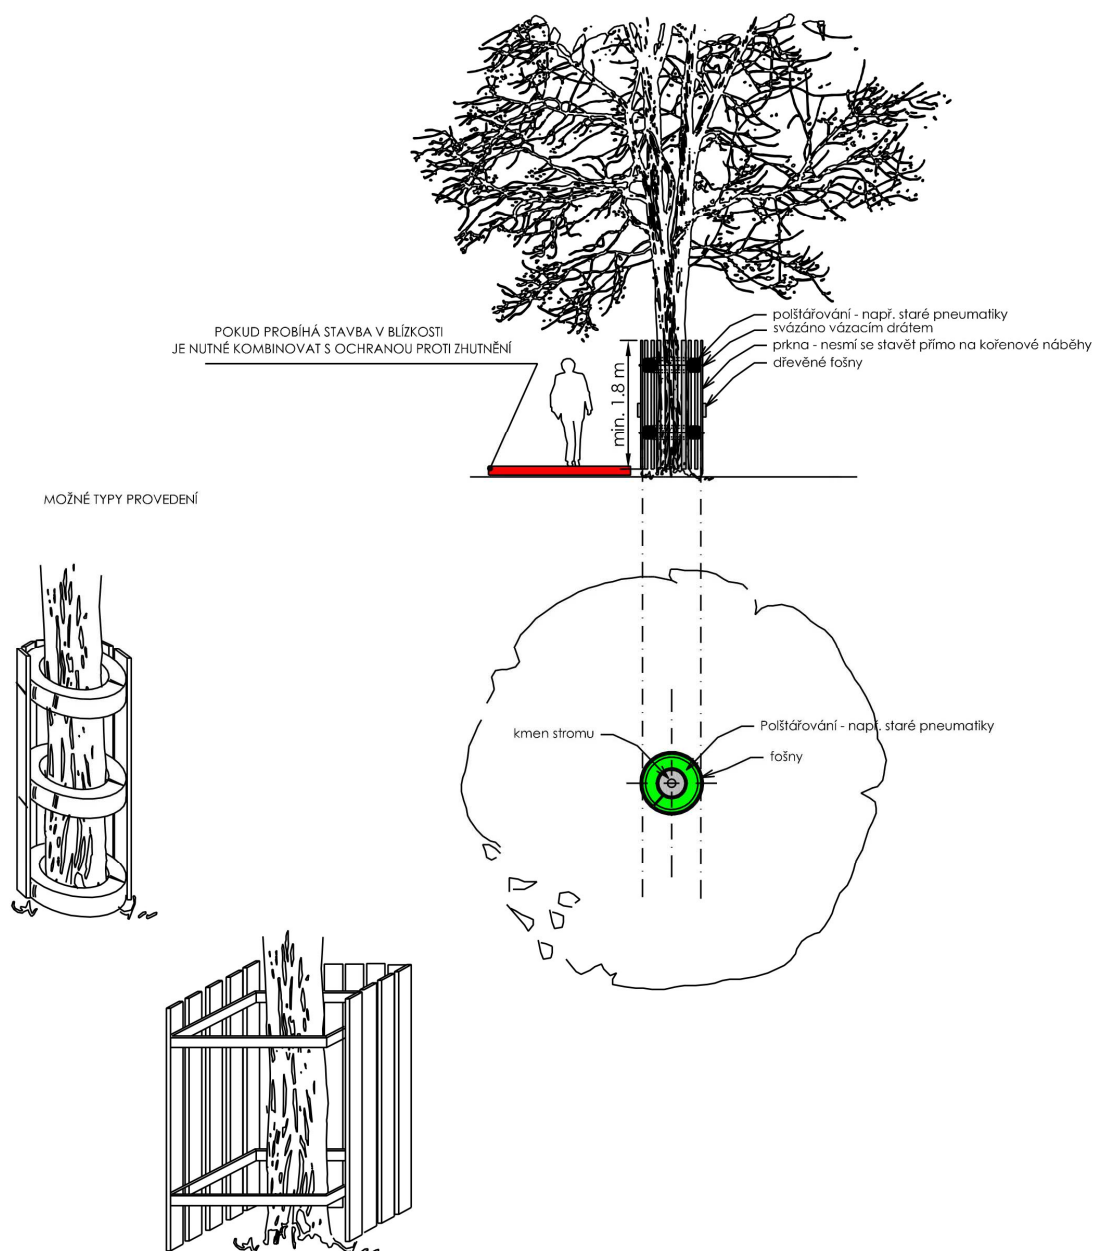 polštářování - např. staré pneumatiky
svázáno vázacím drátem
prkna - nesmí se stavět přímo na kořenové náběhy
dřevěné fošny
POKUD PROBÍHÁ STAVBA V BLÍZKOSTI
JE NUTNÉ KOMBINOVAT S OCHRANOU PROTI ZHUTNĚNÍ
min. 1.8 m
MOŽNÉ TYPY PROVEDENÍ
kmen stromu
Polštářování - např. staré pneumatiky
fošny